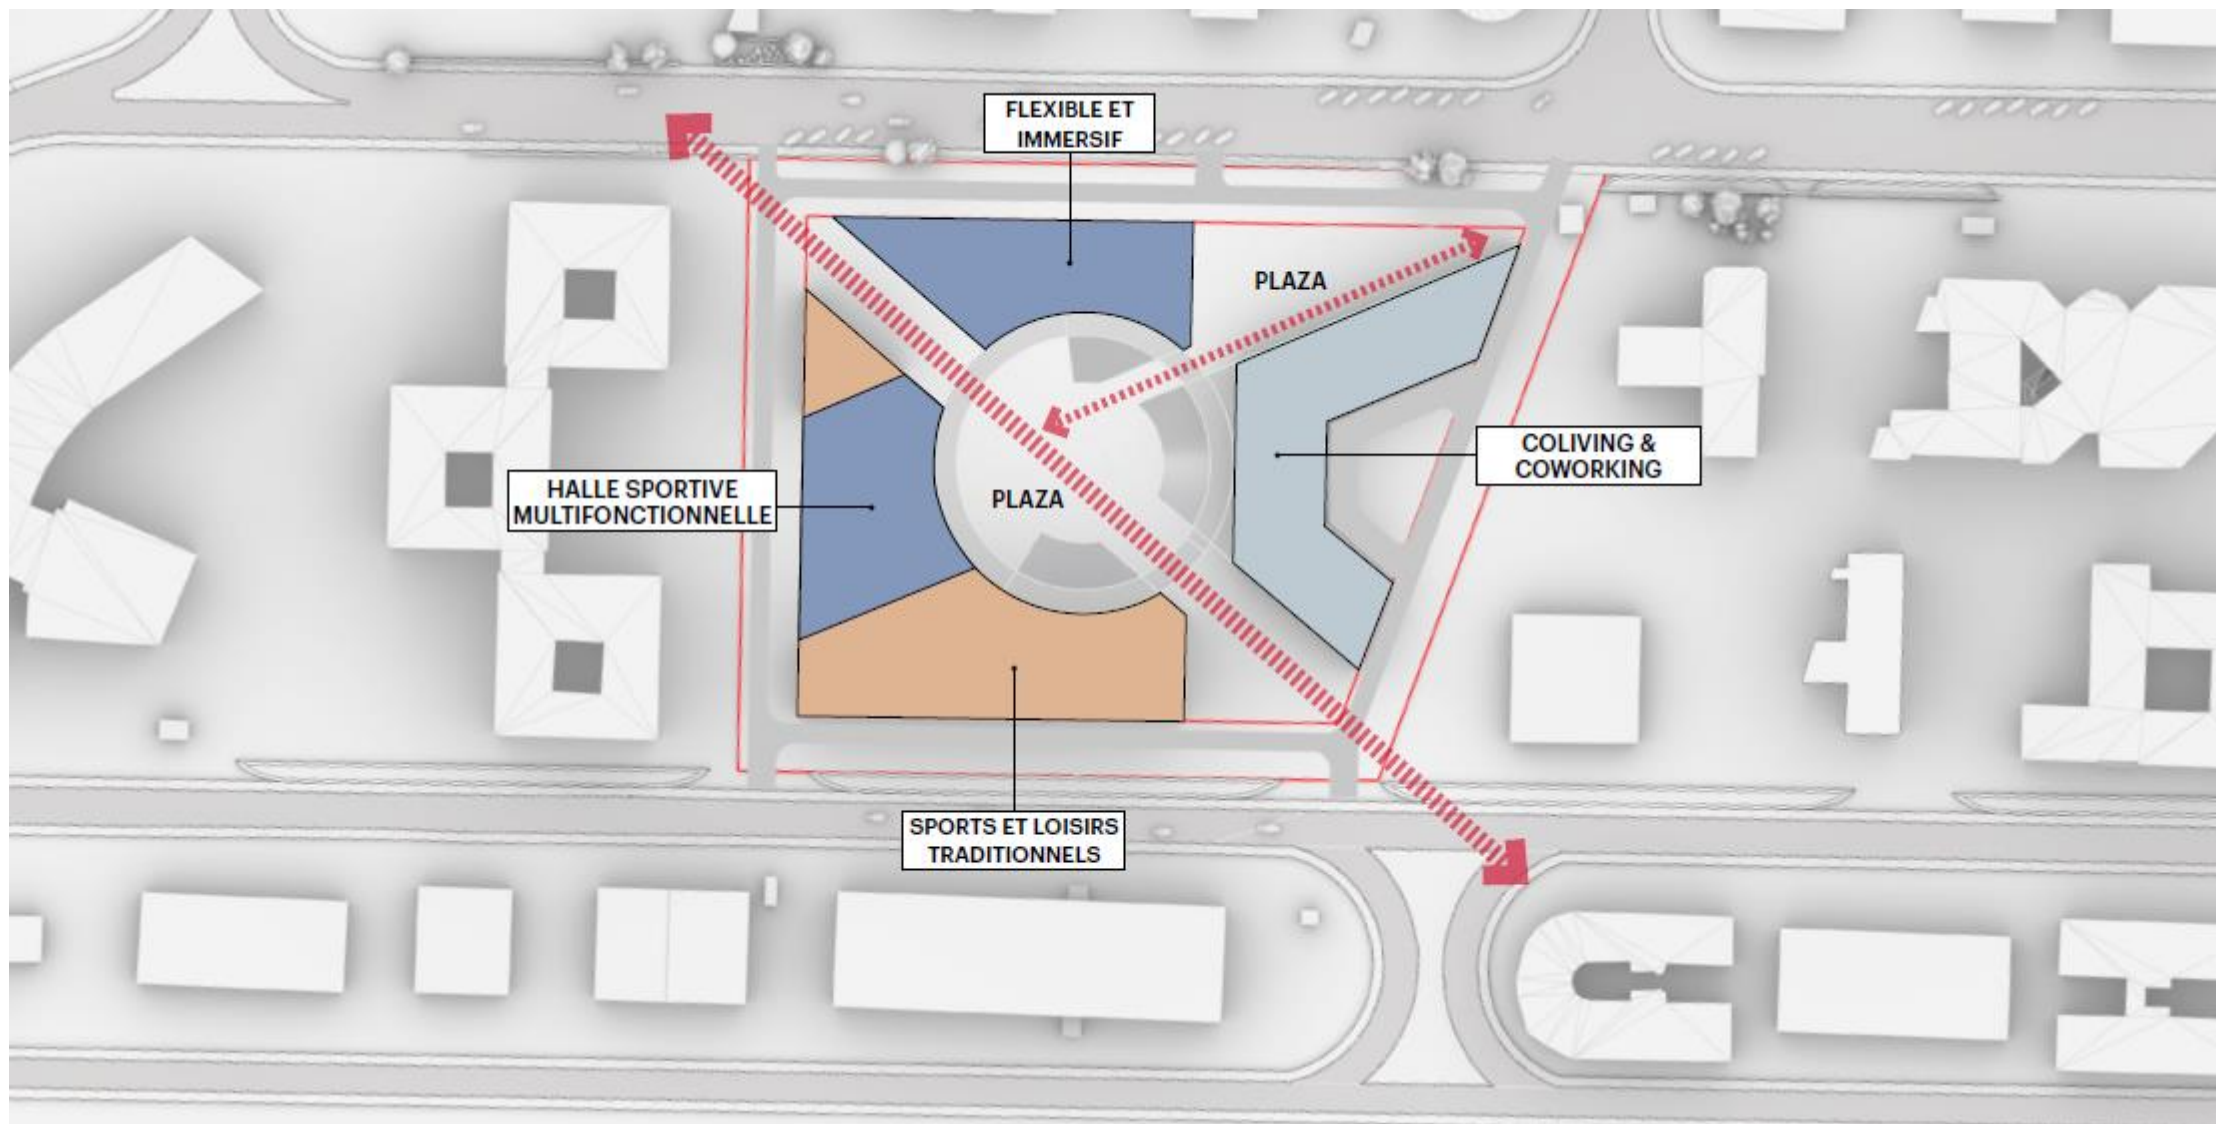 FLEXIBLE ET
IMMERSIF
PLAZA
COLIVING &
COWORKING
HALLE SPORTIVE
MULTIFONCTIONNELLE
PLAZA
SPORTS ET LOISIRS
TRADITIONNELS